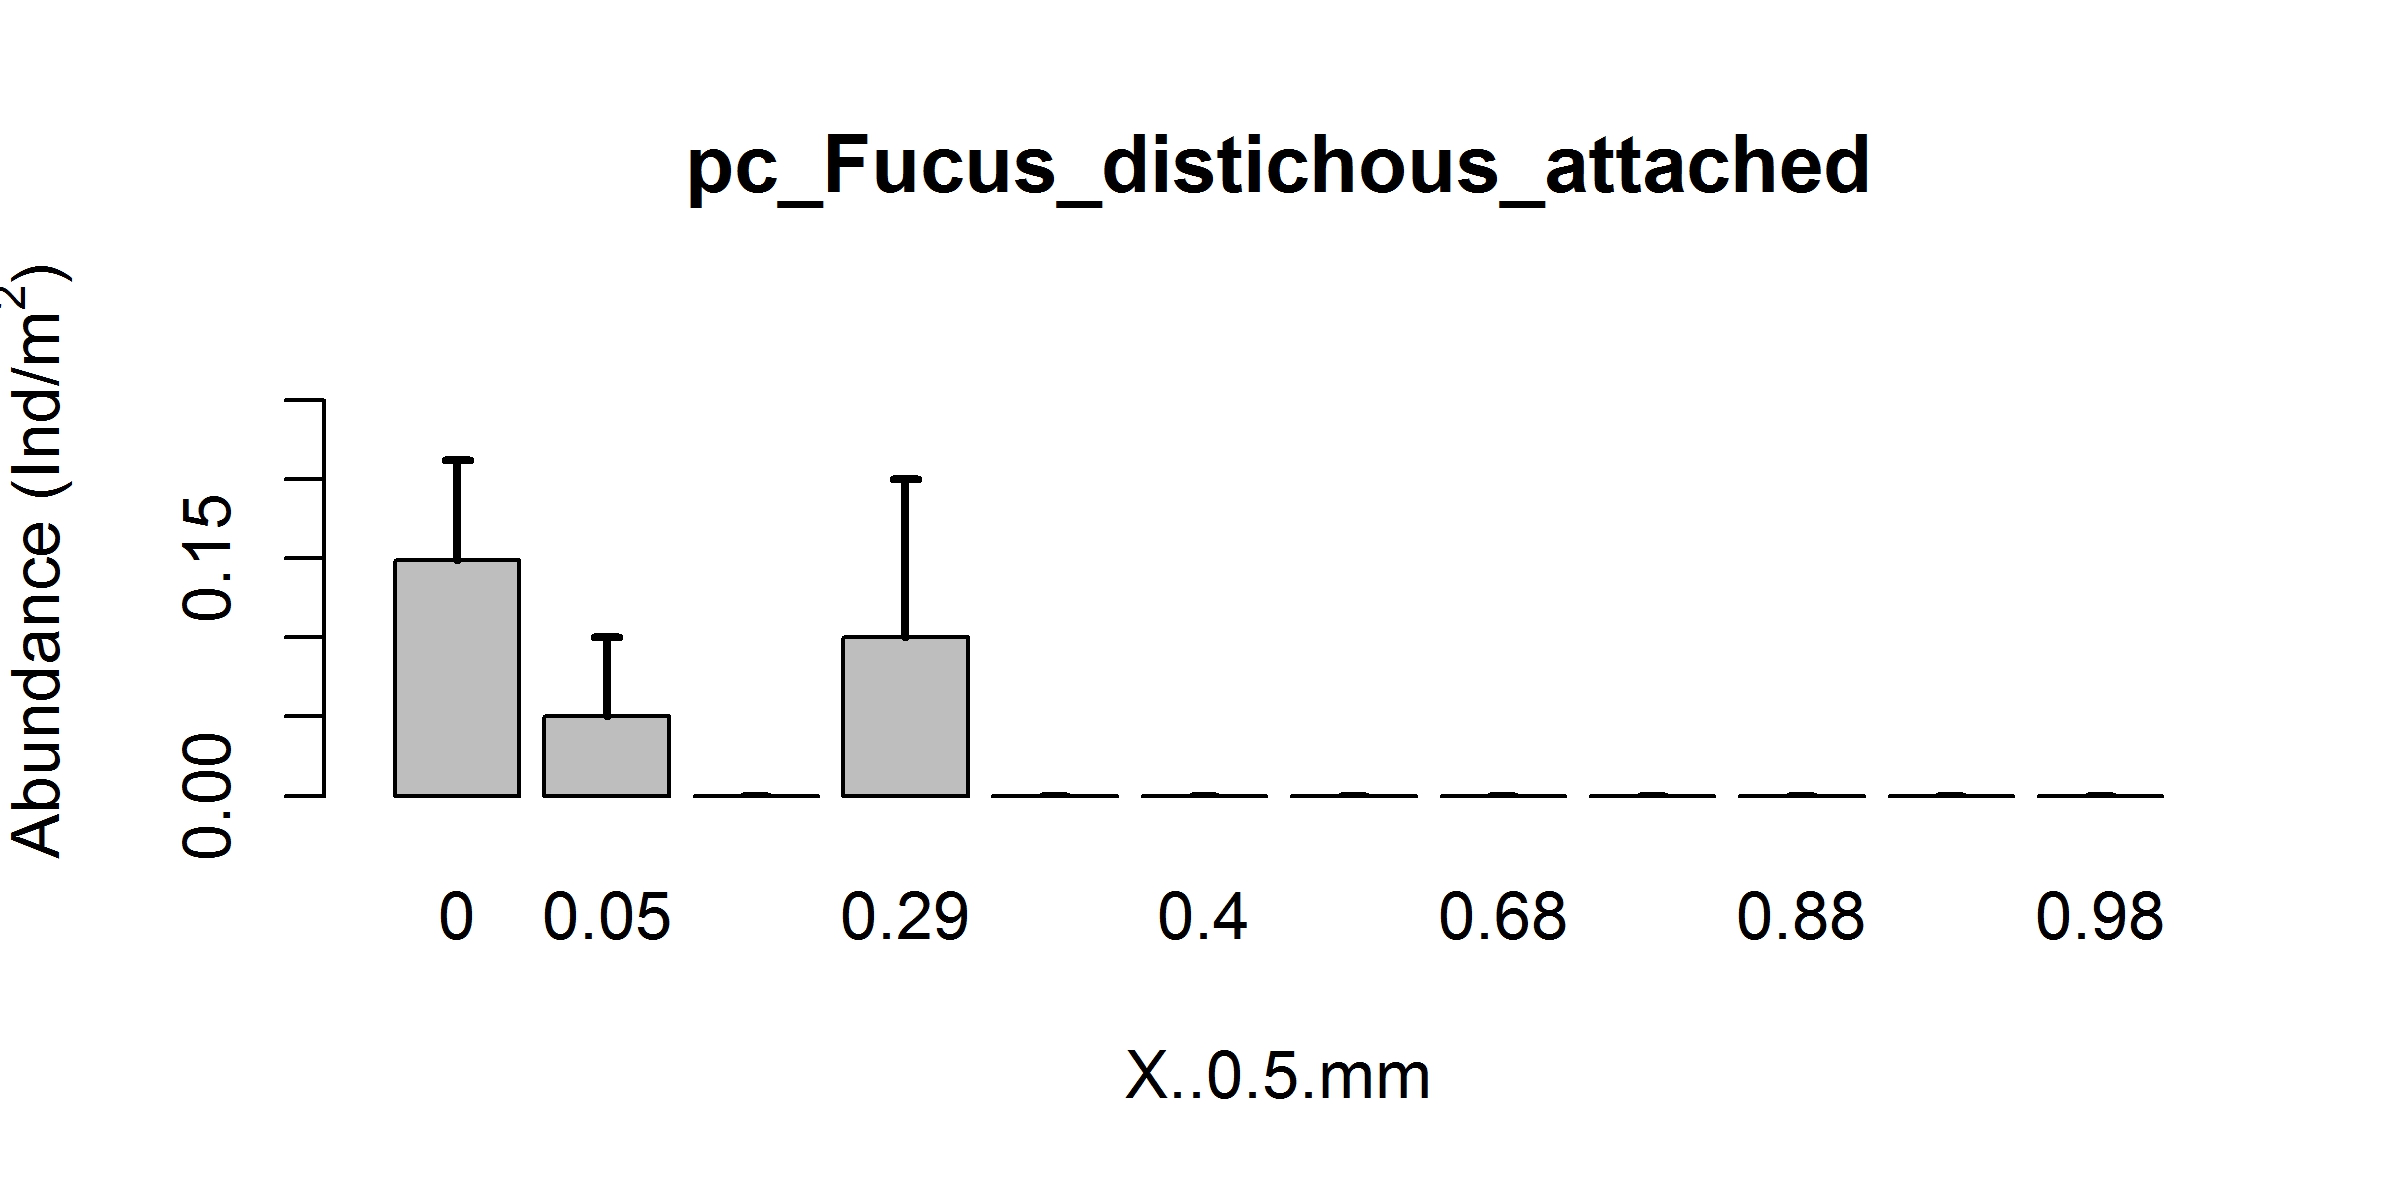 pc_Fucus_distichous_attached
Abundance (Ind/m²)
0.15
0.00
0 0.05 0.29 0.4 0.68 0.88 0.98
X..0.5.mm